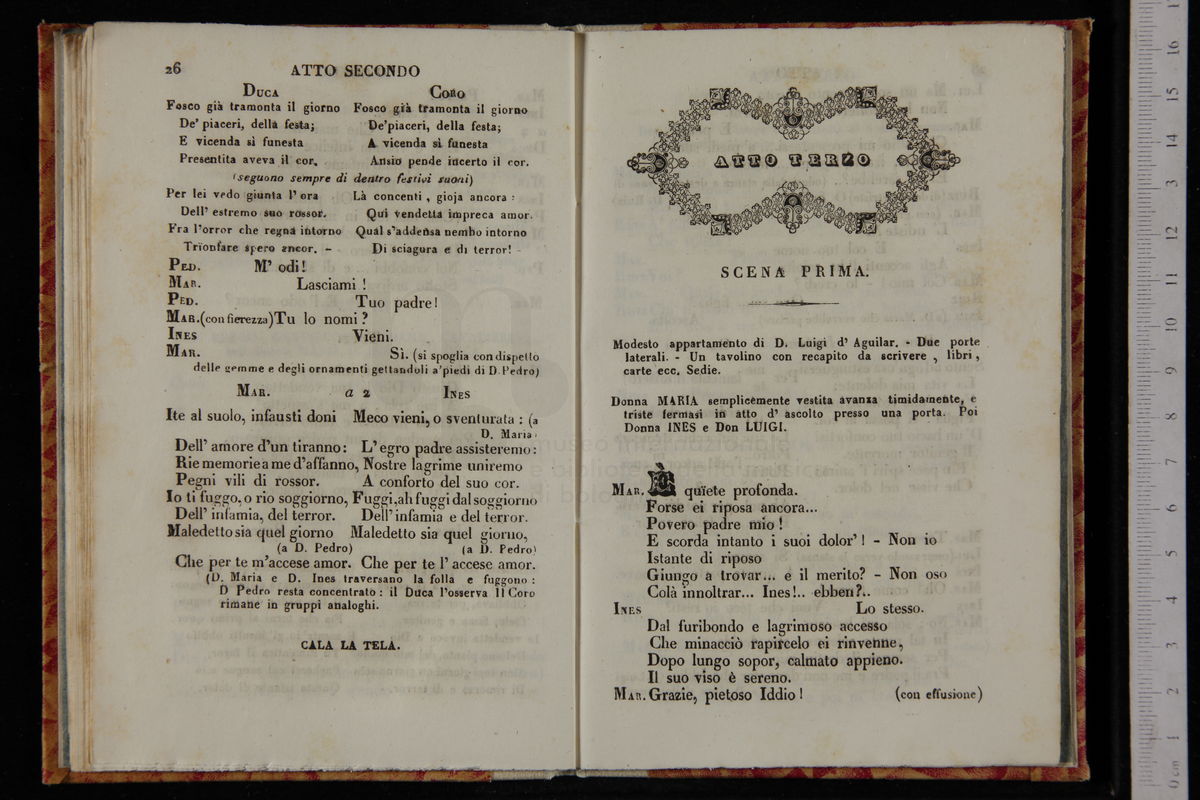 26 ATTO SECONDO
DUCA CORO
Fosco già tramonta il giorno Fosco già tramonta il giorno
De' piaceri, della festa; De'piaceri, della festa;
E vicenda sì funesta A vicenda sì funesta
Presentita aveva il cor. Ansio pende incerto il cor.
(seguono sempre di dentro festivi suoni)
Per lei vedo giunta l' ora Là concenti, gioja ancora:
Dell' estremo suo rossor. Qui vendetta impreca amor.
Fra l'orror che regna intorno Qual s'addensa nembo intorno
Trionfare spero ancor. - Di sciagura e di terror! -
PED. M' odi!
MAR. Lasciami!
PED. Tuo padre!
MAR.(con fierezza)Tu lo nomi?
INES Vieni.
MAR. Sì. (si spoglia con dispetto
delle gemme e degli ornamenti gettandoli a'piedi di D. Pedro)
MAR. a 2 INES
Ite al suolo, infausti doni Meco vieni, o sventurata: (a
D. Maria)
Dell' amore d'un tiranno: L' egro padre assisteremo:
Rie memorie a me d'affanno, Nostre lagrime uniremo
Pegni vili di rossor. A conforto del suo cor.
Io ti fuggo, o rio soggiorno, Fuggi, ah fuggi dal soggiorno
Dell' infamia, del terror. Dell' infamia e del terror.
Maledetto sia quel giorno Maledetto sia quel giorno,
(a D. Pedro) (a D. Pedro)
Che per te m'accese amor. Che per te l' accese amor.
(D. Maria e D. Ines traversano la folla e fuggono:
D Pedro resta concentrato: il Duca l'osserva Il Coro
rimane in gruppi analoghi.
CALA LA TELA.
ATTO TERZO
SCENA PRIMA.
Modesto appartamento di D. Luigi d' Aguilar. - Due porte
laterali. - Un tavolino con recapito da scrivere, libri,
carte ecc. Sedie.
Donna MARIA semplicemente vestita avanza timidamente, e
triste fermasi in atto d' ascolto presso una porta. Poi
Donna INES e Don LUIGI.
MAR. È quïete profonda.
Forse ei riposa ancora...
Povero padre mio!
E scorda intanto i suoi dolor'! - Non io
Istante di riposo
Giungo a trovar... e il merito? - Non oso
Colà innoltrar... Ines!.. ebben?..
INES Lo stesso.
Dal furibondo e lagrimoso accesso
Che minacciò rapircelo ei rinvenne,
Dopo lungo sopor, calmato appieno.
Il suo viso è sereno.
MAR. Grazie, pietoso Iddio! (con effusione)